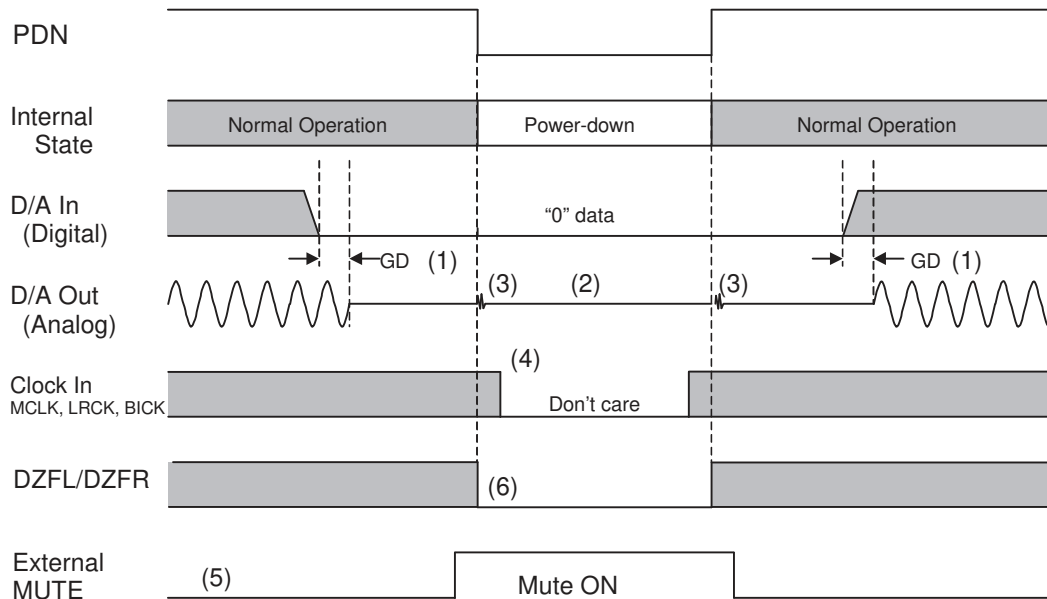 PDN
Internal
State
Normal Operation
Power-down
Normal Operation
D/A In
(Digital)
“0” data
GD (1)
GD (1)
D/A Out
(Analog)
(3)
(2)
(3)
(4)
Clock In
MCLK, LRCK, BICK
Don’t care
DZFL/DZFR
(6)
External
MUTE
(5)
Mute ON